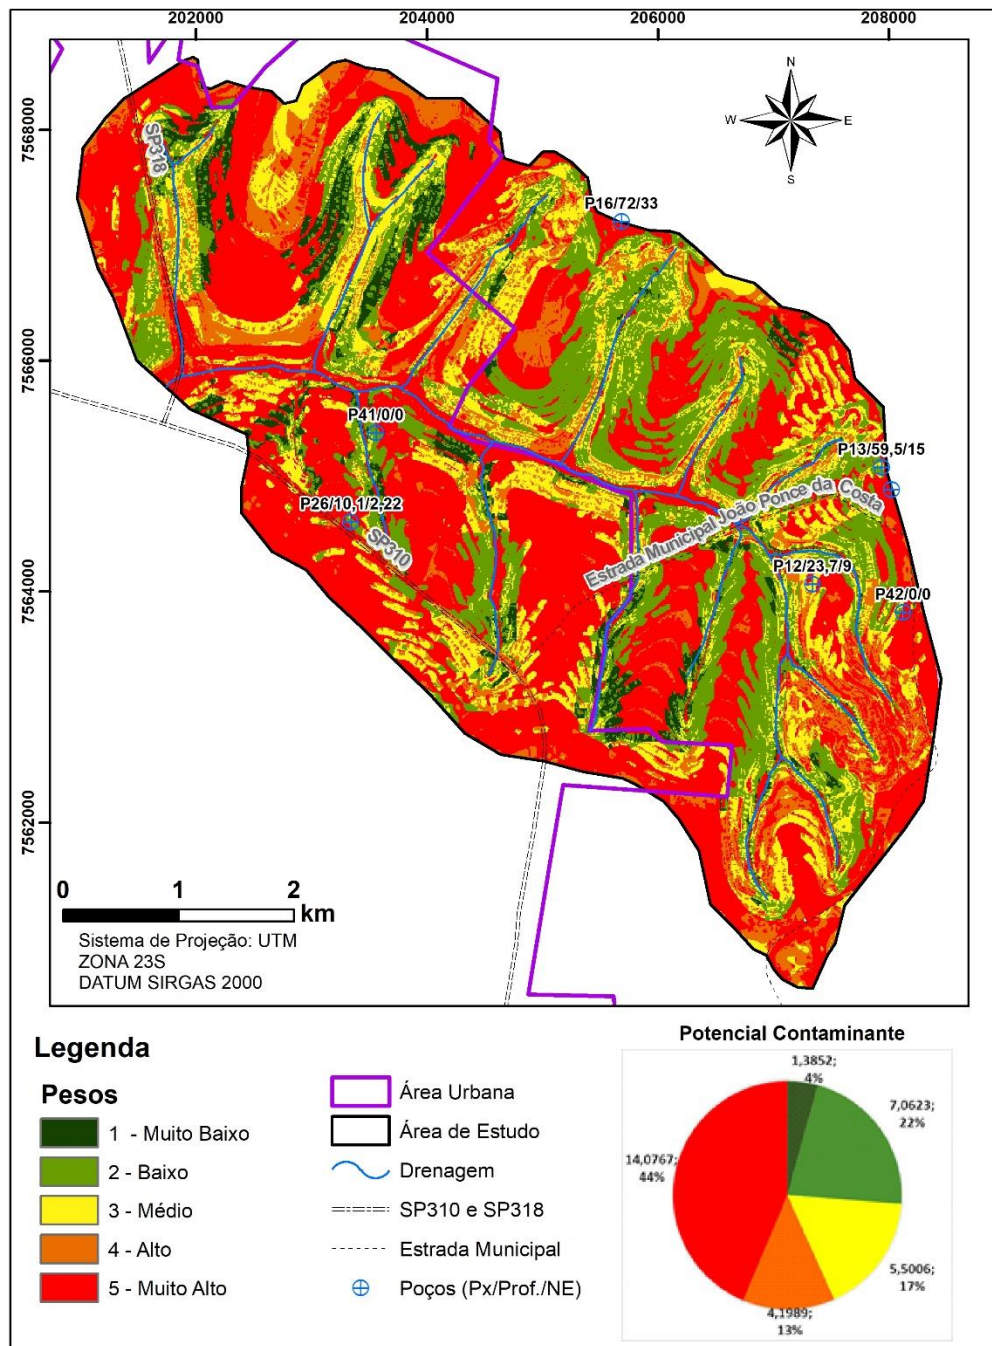 202000
204000
206000
208000
7568000
7566000
7564000
7562000
N
W
E
S
SP318
P16/72/33
P41/0/0
P13/59,5/15
P26/10,1/2,22
SP310
Estrada Municipal João Ponce da Costa
P12/23,7/9
P42/0/0
0
1
2
km
Sistema de Projeção: UTM
ZONA 23S
DATUM SIRGAS 2000
Legenda
Pesos
1 - Muito Baixo
2 - Baixo
3 - Médio
4 - Alto
5 - Muito Alto
Área Urbana
Área de Estudo
Drenagem
SP310 e SP318
Estrada Municipal
Poços (Px/Prof./NE)
Potencial Contaminante
1,3852;
4%
7,0623;
22%
14,0767;
44%
5,5006;
17%
4,1989;
13%